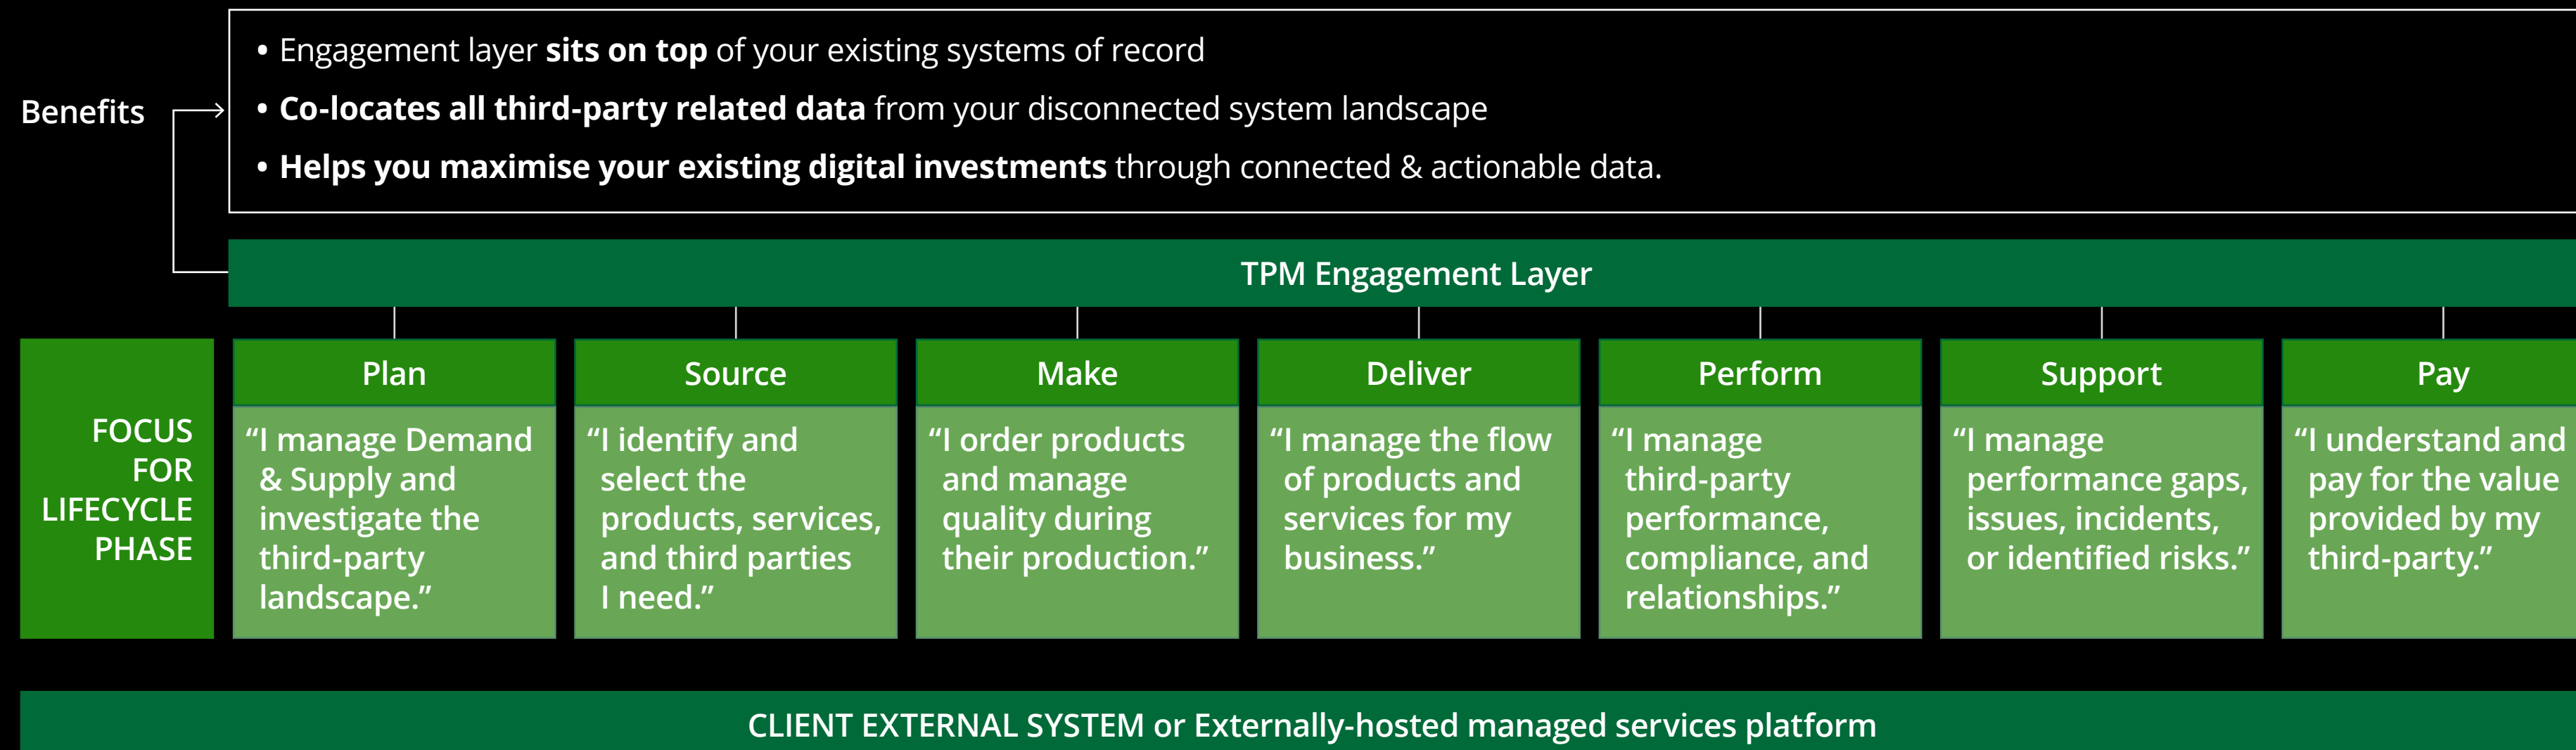 • Engagement layer sits on top of your existing systems of record
Benefits
• Co-locates all third-party related data from your disconnected system landscape
• Helps you maximise your existing digital investments through connected & actionable data.
TPM Engagement Layer
FOCUS
FOR
LIFECYCLE
PHASE
Plan
“I manage Demand
& Supply and
investigate the
third-party
landscape.”
Source
“I identify and
select the
products, services,
and third parties
I need.”
Make
“I order products
and manage
quality during
their production.”
Deliver
“I manage the flow
of products and
services for my
business.”
Perform
“I manage
third-party
performance,
compliance, and
relationships.”
Support
“I manage
performance gaps,
issues, incidents,
or identified risks.”
Pay
“I understand and
pay for the value
provided by my
third-party.”
CLIENT EXTERNAL SYSTEM or Externally-hosted managed services platform